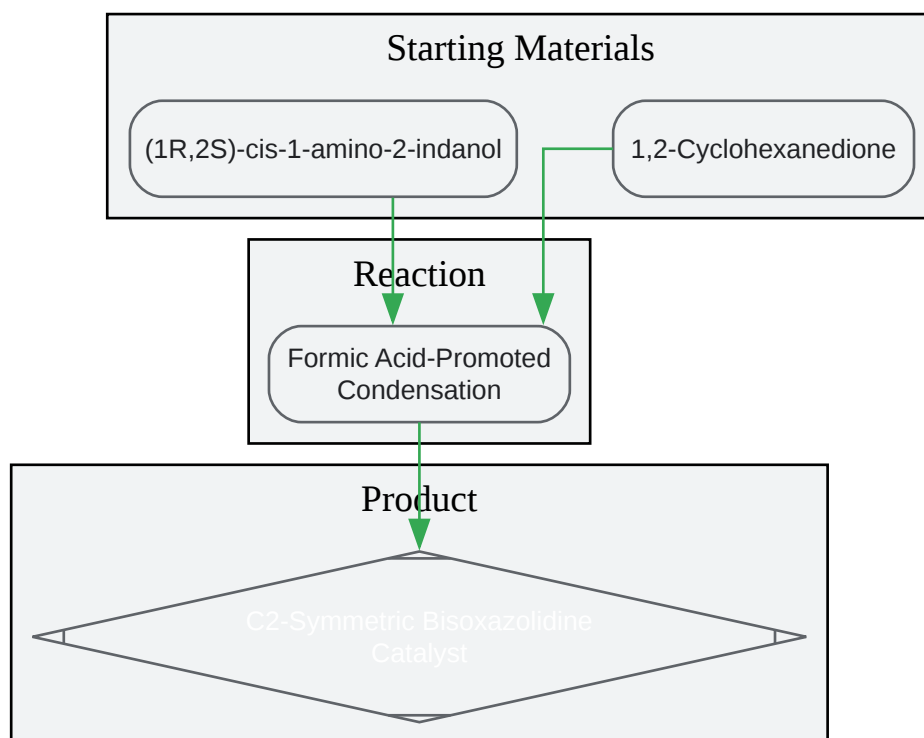 Starting Materials
(1R,2S)-cis-1-amino-2-indanol
1,2-Cyclohexanedione
Reaction
Formic Acid-Promoted
Condensation
Product
C2-Symmetric Bisoxazolidine
Catalyst